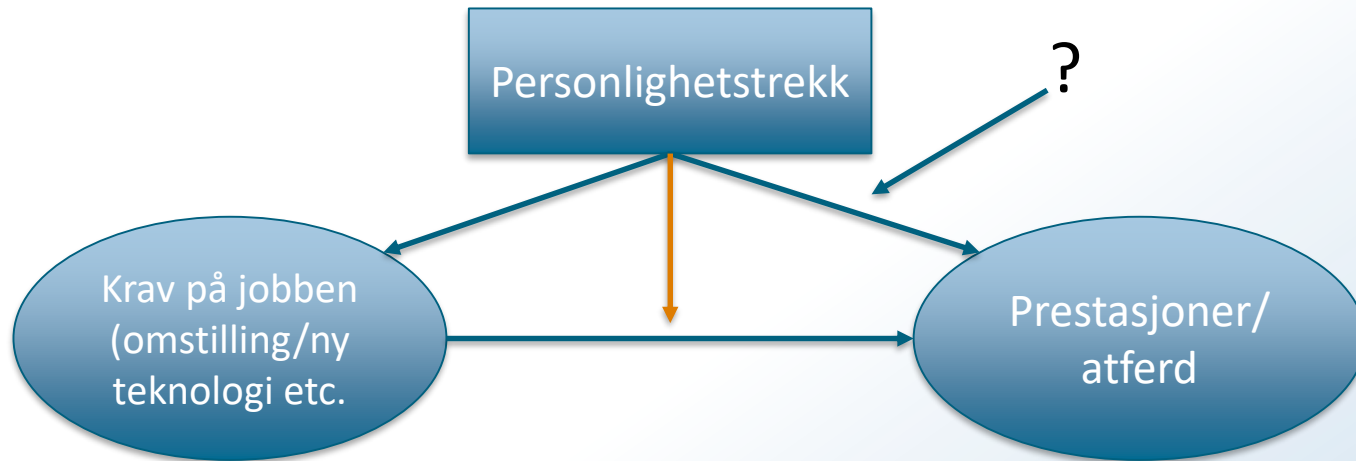 Personlighetstrekk
?
Krav på jobben
(omstilling/ny
teknologi etc.
Prestasjoner/
atferd